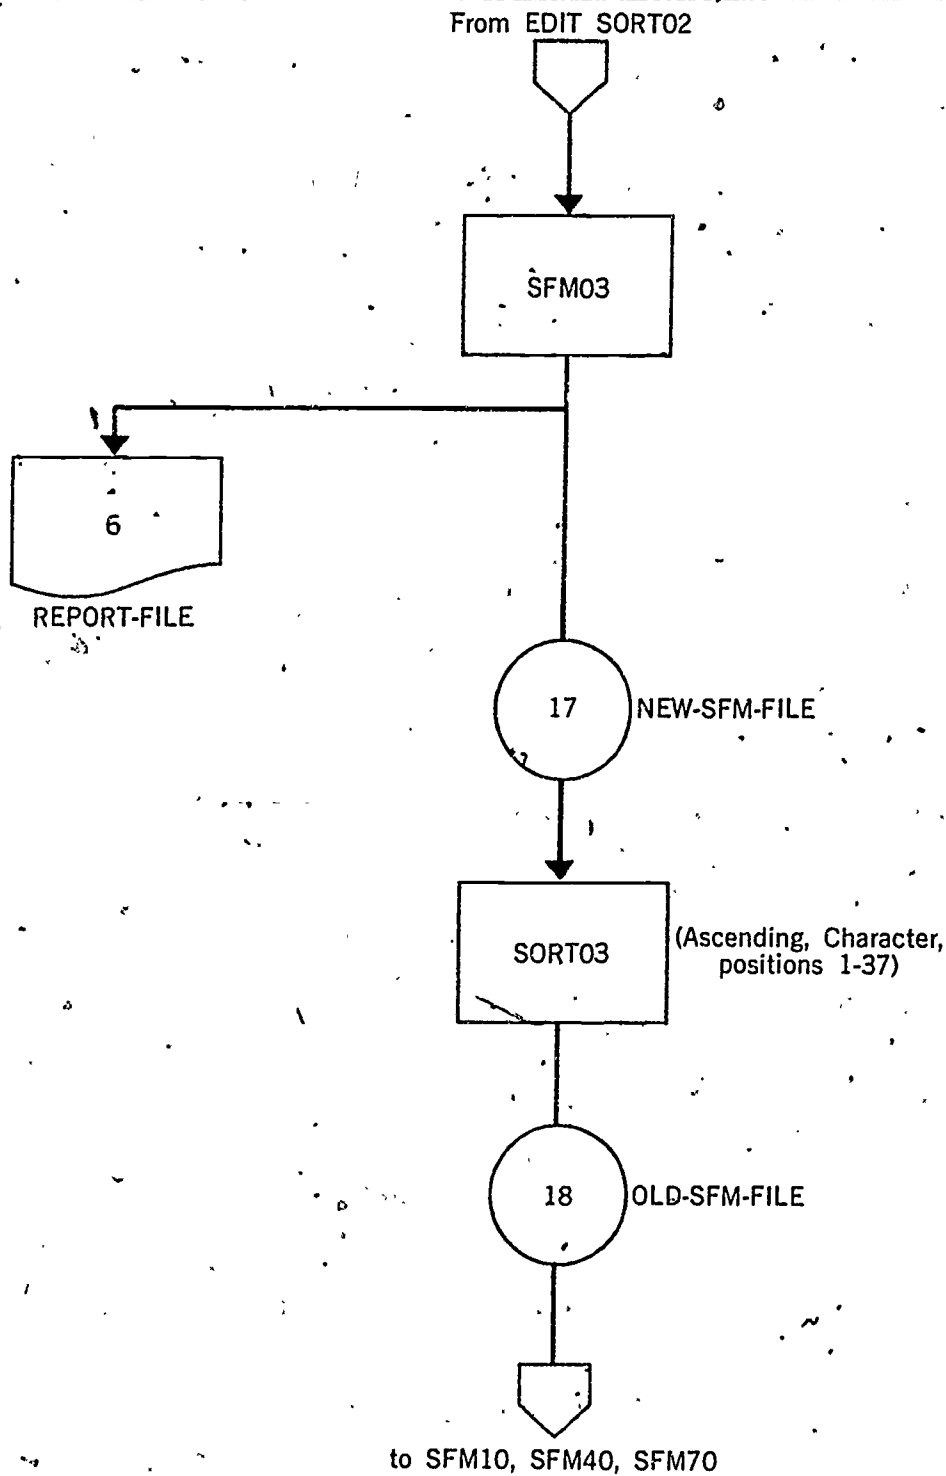 From EDIT SORT02
SFM03
6
REPORT-FILE
17
NEW-SFM-FILE
SORT03
(Ascending, Character,
positions 1-37)
18
OLD-SFM-FILE
to SFM10, SFM40, SFM70